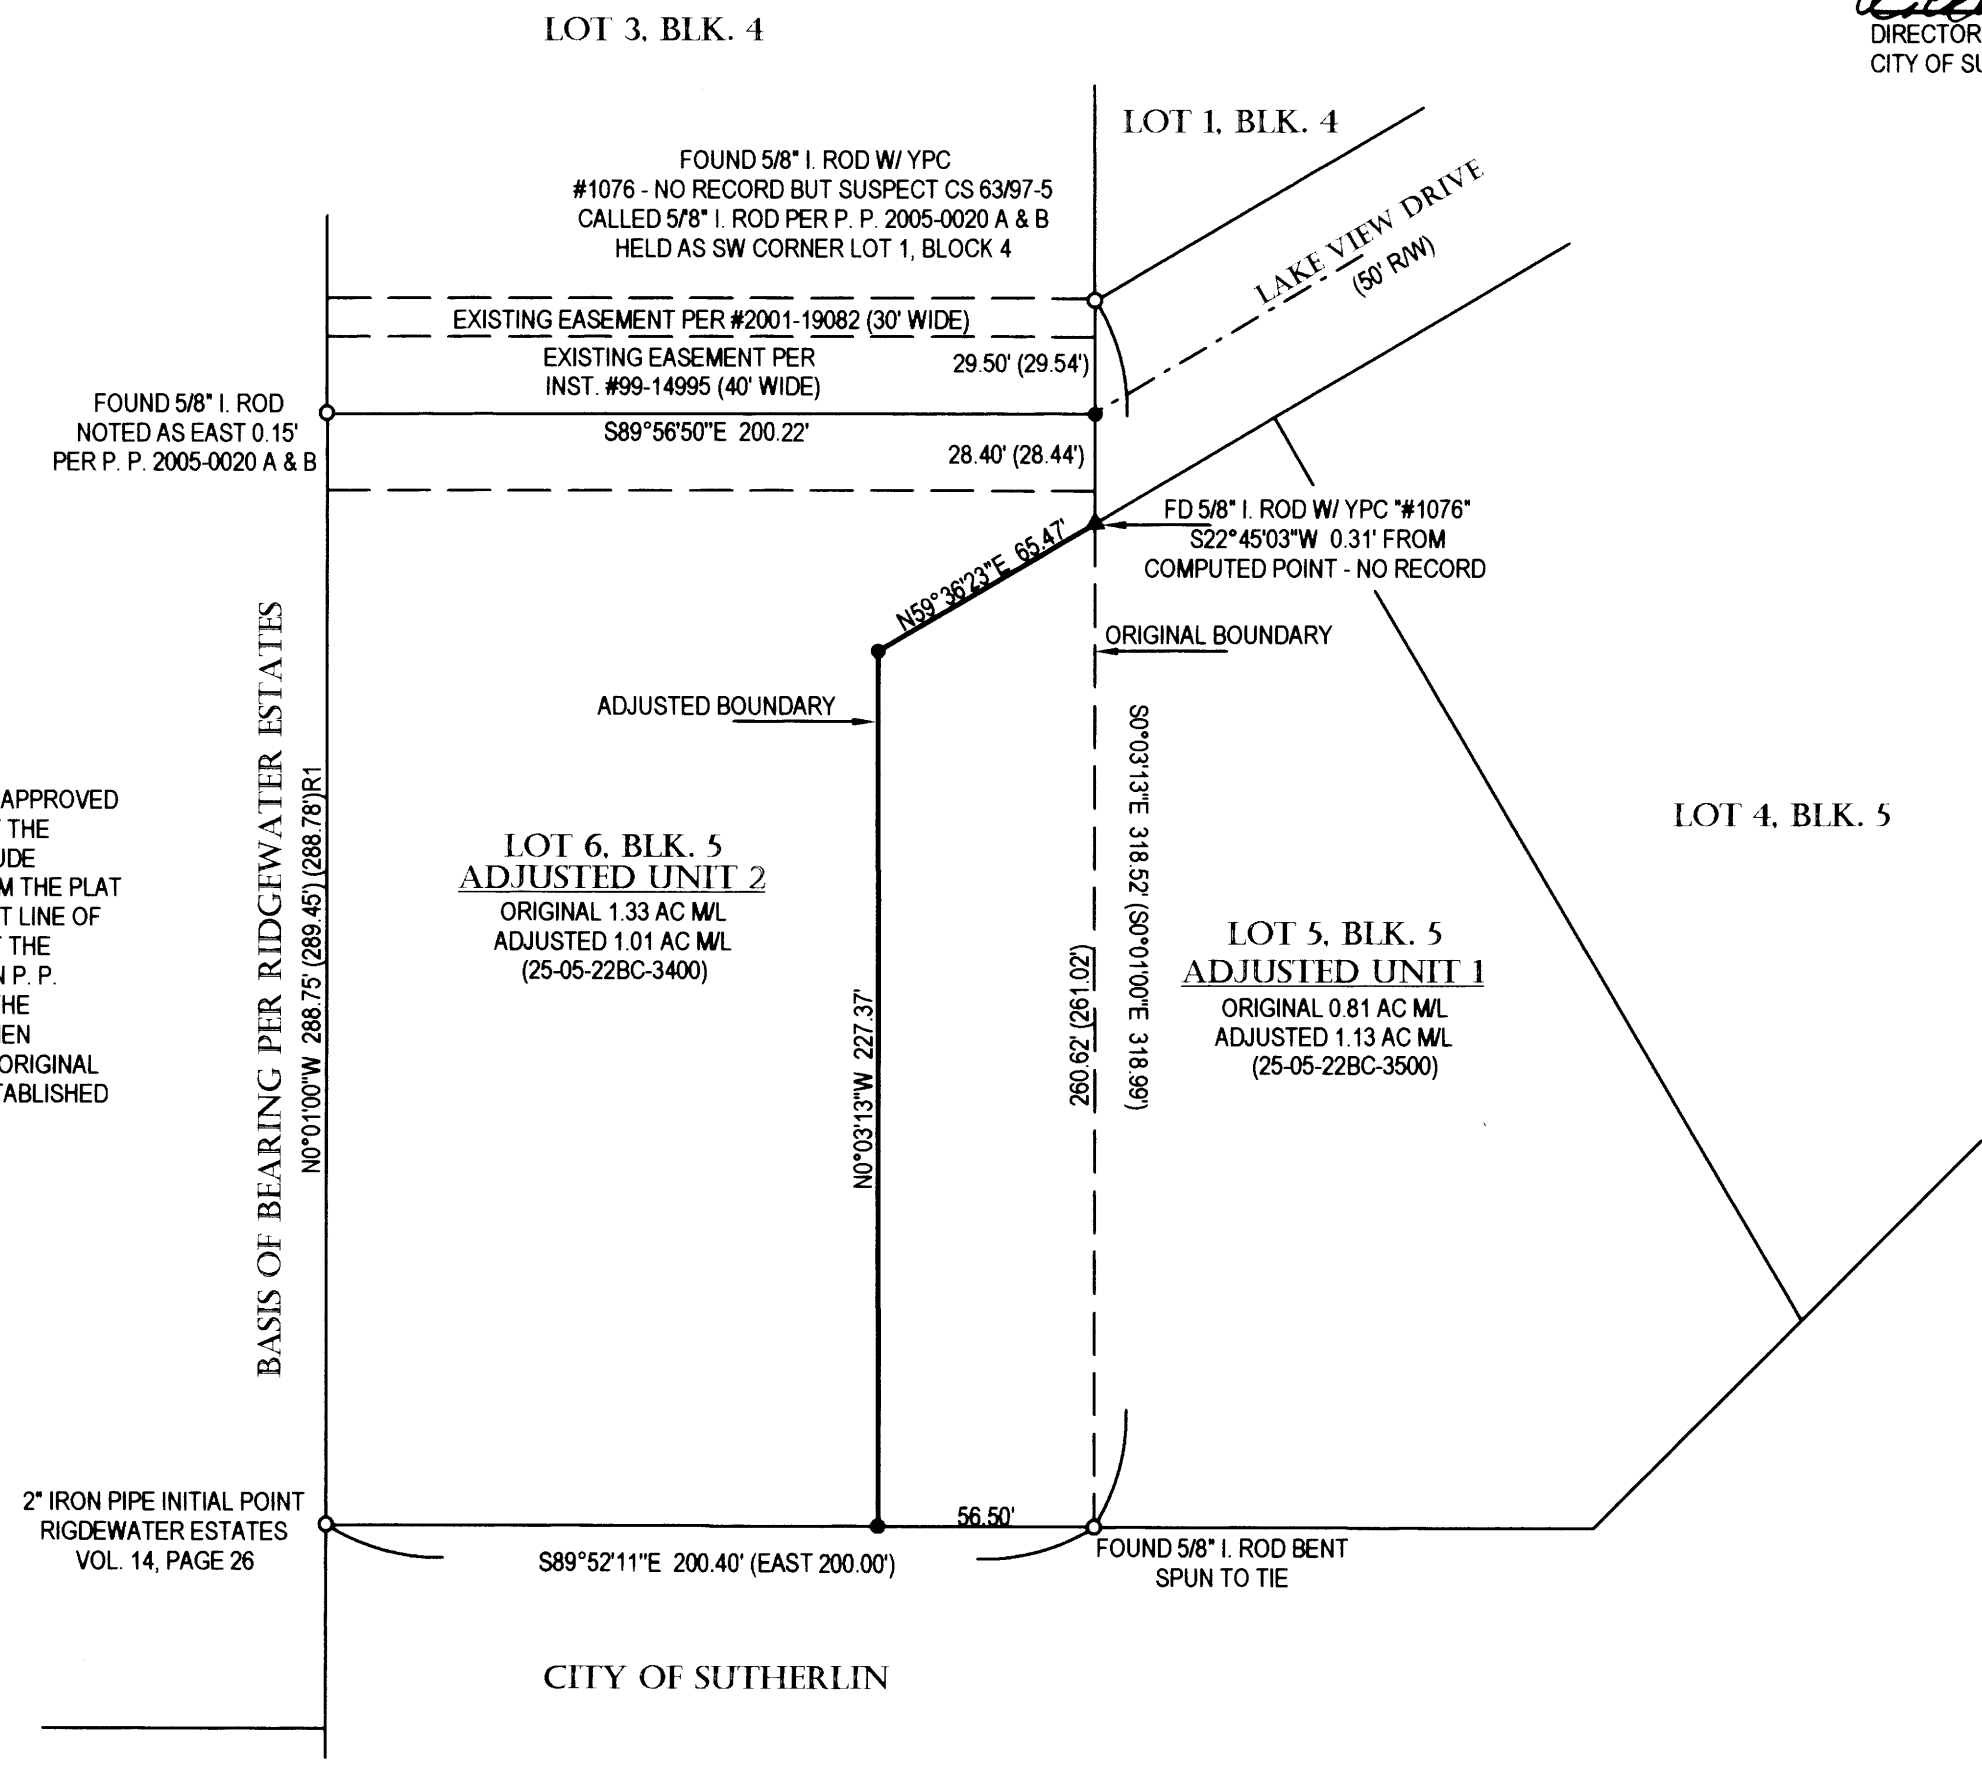 LOT 3, BLK. 4
DIRECTOR
CITY OF SU
LOT 1, BLK. 4
FOUND 5/8" I. ROD W/ YPC
#1076 - NO RECORD BUT SUSPECT CS 63/97-5
CALLED 5/8" I. ROD PER P. P. 2005-0020 A & B
HELD AS SW CORNER LOT 1, BLOCK 4
LAKE VIEW DRIVE
(50' R/W)
EXISTING EASEMENT PER #2001-19082 (30' WIDE)
EXISTING EASEMENT PER
INST. #99-14995 (40' WIDE)
29.50' (29.54')
FOUND 5/8" I. ROD
NOTED AS EAST 0.15'
PER P. P. 2005-0020 A & B
S89°56'50"E 200.22'
28.40' (28.44')
FD 5/8" I. ROD W/ YPC "#1076"
S22°45'03"W 0.31' FROM
COMPUTED POINT - NO RECORD
N59°36'23"E 65.47'
ORIGINAL BOUNDARY
ADJUSTED BOUNDARY
BASIS OF BEARING PER RIDGEWATER ESTATES
N0°01'00"W 288.75' (289.45') (288.78')R1
APPROVED
THE
UDE
M THE PLAT
T LINE OF
THE
N P. P.
THE
EN
ORIGINAL
TABLISHED
LOT 6, BLK. 5
ADJUSTED UNIT 2
ORIGINAL 1.33 AC M/L
ADJUSTED 1.01 AC M/L
(25-05-22BC-3400)
N0°03'13"W 227.37'
260.62' (261.02')
S0°03'13"E 318.52' (S0°01'00"E 318.99')
LOT 5, BLK. 5
ADJUSTED UNIT 1
ORIGINAL 0.81 AC M/L
ADJUSTED 1.13 AC M/L
(25-05-22BC-3500)
LOT 4, BLK. 5
2" IRON PIPE INITIAL POINT
RIGDEWATER ESTATES
VOL. 14, PAGE 26
56.50'
S89°52'11"E 200.40' (EAST 200.00')
FOUND 5/8" I. ROD BENT
SPUN TO TIE
CITY OF SUTHERLIN